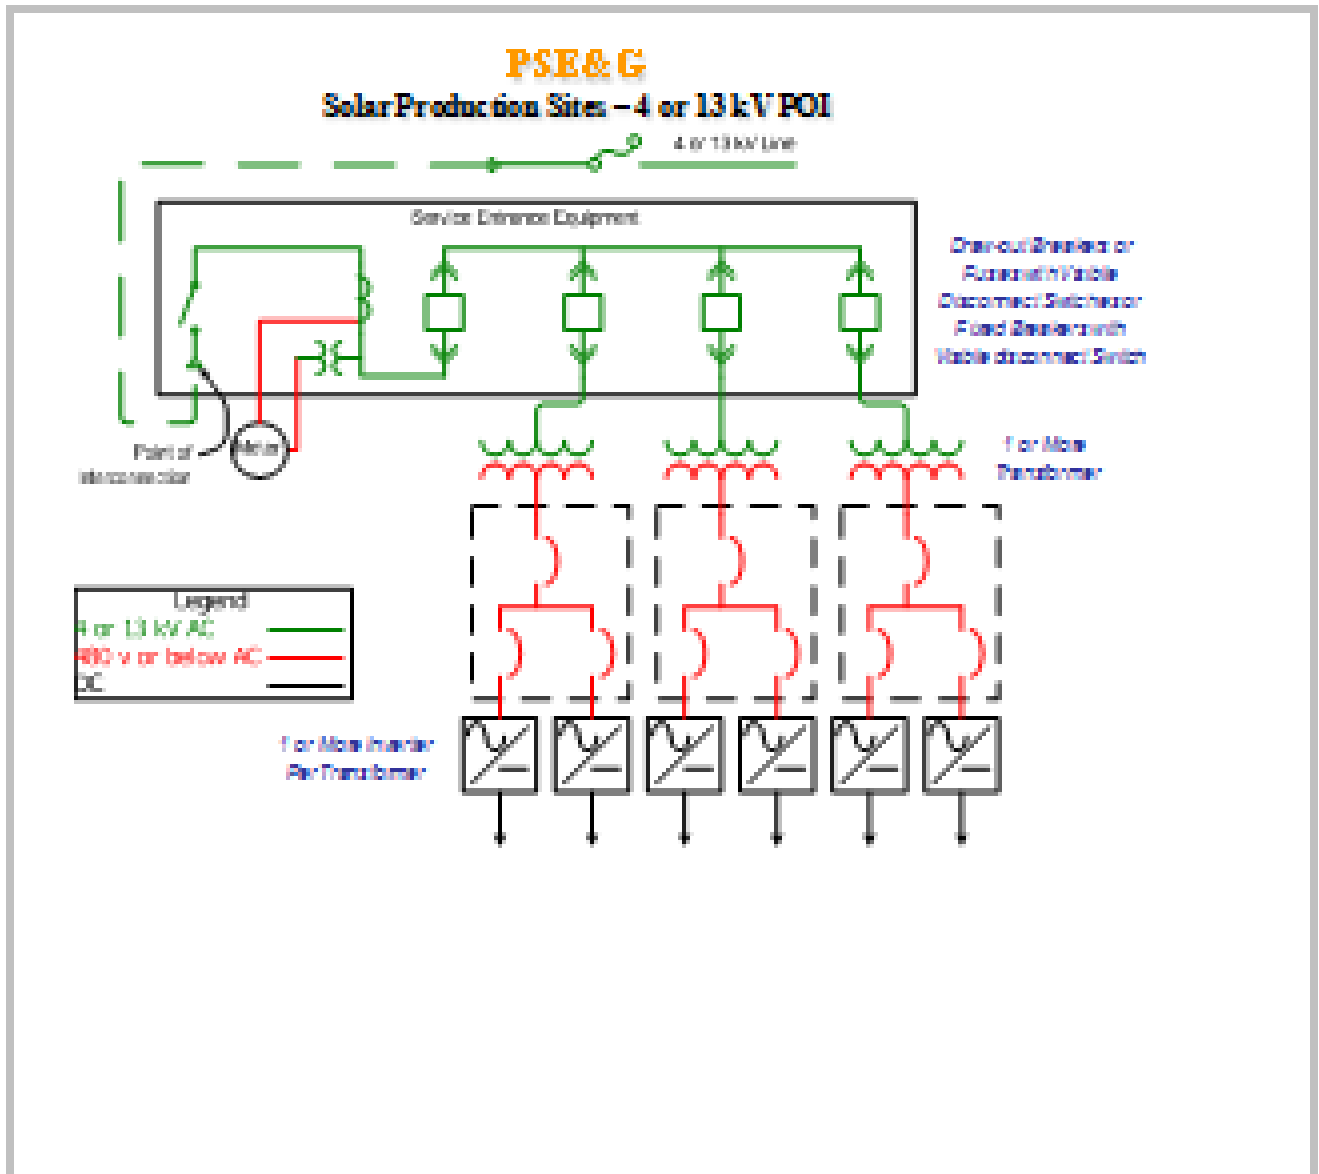 PSE&G
Solar Production Sites – 4 or 13 kV POI
4 or 13 kV Line
Service Entrance Equipment
Draw-out Breakers or
Fuses with Visible
Disconnect Switches or
Fixed Breakers with
Visible disconnect Switch
Point of
Interconnection
Meter
1 or More
Transformer
Legend
4 or 13 kV AC
480 v or below AC
DC
1 or More Inverter
Per Transformer